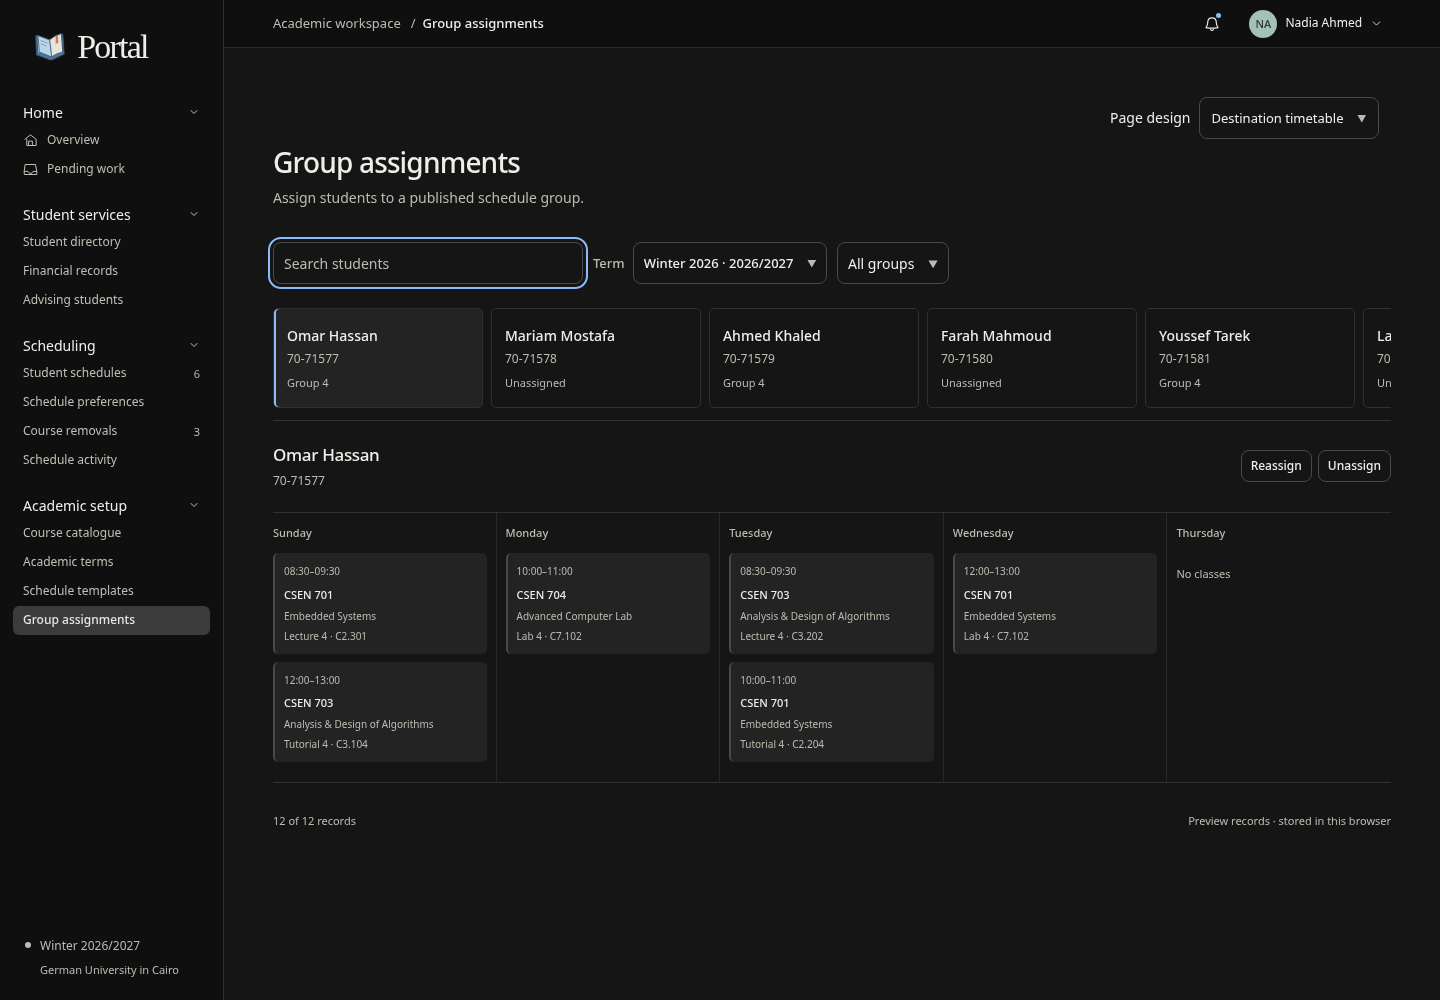 Portal
Academic workspace / Group assignments
NA Nadia Ahmed
Home
Overview
Pending work
Student services
Student directory
Financial records
Advising students
Scheduling
Student schedules 6
Schedule preferences
Course removals 3
Schedule activity
Academic setup
Course catalogue
Academic terms
Schedule templates
Group assignments
Winter 2026/2027
German University in Cairo
Page design Destination timetable
Group assignments
Assign students to a published schedule group.
Search students Term Winter 2026 · 2026/2027 All groups
Omar Hassan
70-71577
Group 4
Mariam Mostafa
70-71578
Unassigned
Ahmed Khaled
70-71579
Group 4
Farah Mahmoud
70-71580
Unassigned
Youssef Tarek
70-71581
Group 4
La
70
Un
Omar Hassan
70-71577
Reassign Unassign
Sunday
08:30–09:30
CSEN 701
Embedded Systems
Lecture 4 · C2.301
12:00–13:00
CSEN 703
Analysis & Design of Algorithms
Tutorial 4 · C3.104
Monday
10:00–11:00
CSEN 704
Advanced Computer Lab
Lab 4 · C7.102
Tuesday
08:30–09:30
CSEN 703
Analysis & Design of Algorithms
Lecture 4 · C3.202
10:00–11:00
CSEN 701
Embedded Systems
Tutorial 4 · C2.204
Wednesday
12:00–13:00
CSEN 701
Embedded Systems
Lab 4 · C7.102
Thursday
No classes
12 of 12 records
Preview records · stored in this browser